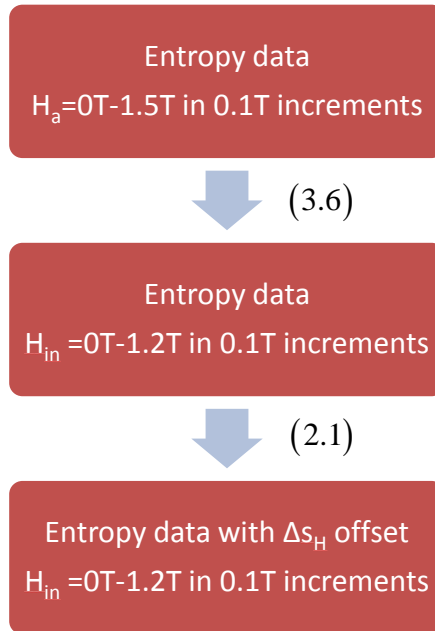 Entropy data
Hₐ=0T-1.5T in 0.1T increments
(3.6)
Entropy data
Hᵢₙ =0T-1.2T in 0.1T increments
(2.1)
Entropy data with Δs_H offset
Hᵢₙ =0T-1.2T in 0.1T increments